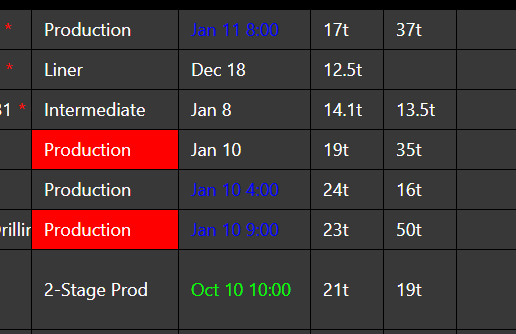 * Production Jan 11 8:00 17t 37t
* Liner Dec 18 12.5t
* Intermediate Jan 8 14.1t 13.5t
Production Jan 10 19t 35t
Production Jan 10 4:00 24t 16t
Production Jan 10 9:00 23t 50t
2-Stage Prod Oct 10 10:00 21t 19t